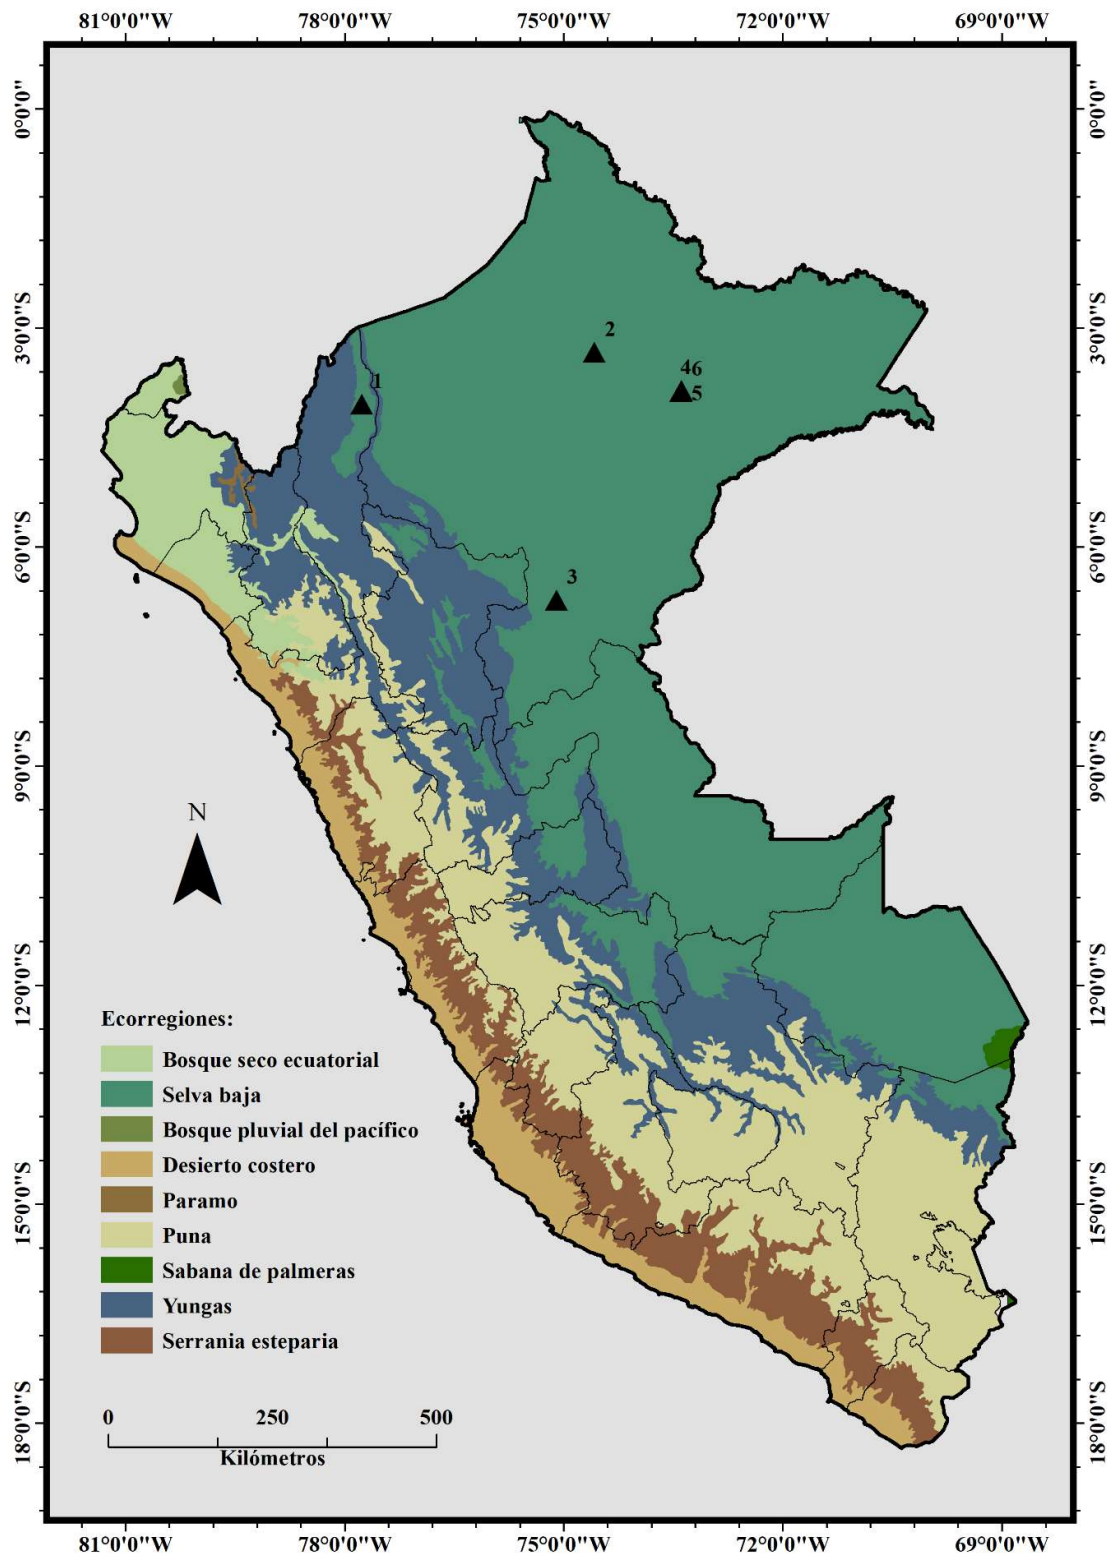 81°0'0"W 78°0'0"W 75°0'0"W 72°0'0"W 69°0'0"W
0°0'0" 0°0'0"
3°0'0"S 3°0'0"S
6°0'0"S 6°0'0"S
9°0'0"S 9°0'0"S
12°0'0"S 12°0'0"S
15°0'0"S 15°0'0"S
18°0'0"S 18°0'0"S
2
46
5
1
3
N
Ecorregiones:
Bosque seco ecuatorial
Selva baja
Bosque pluvial del pacífico
Desierto costero
Paramo
Puna
Sabana de palmeras
Yungas
Serrania esteparia
0 250 500
Kilómetros
81°0'0"W 78°0'0"W 75°0'0"W 72°0'0"W 69°0'0"W